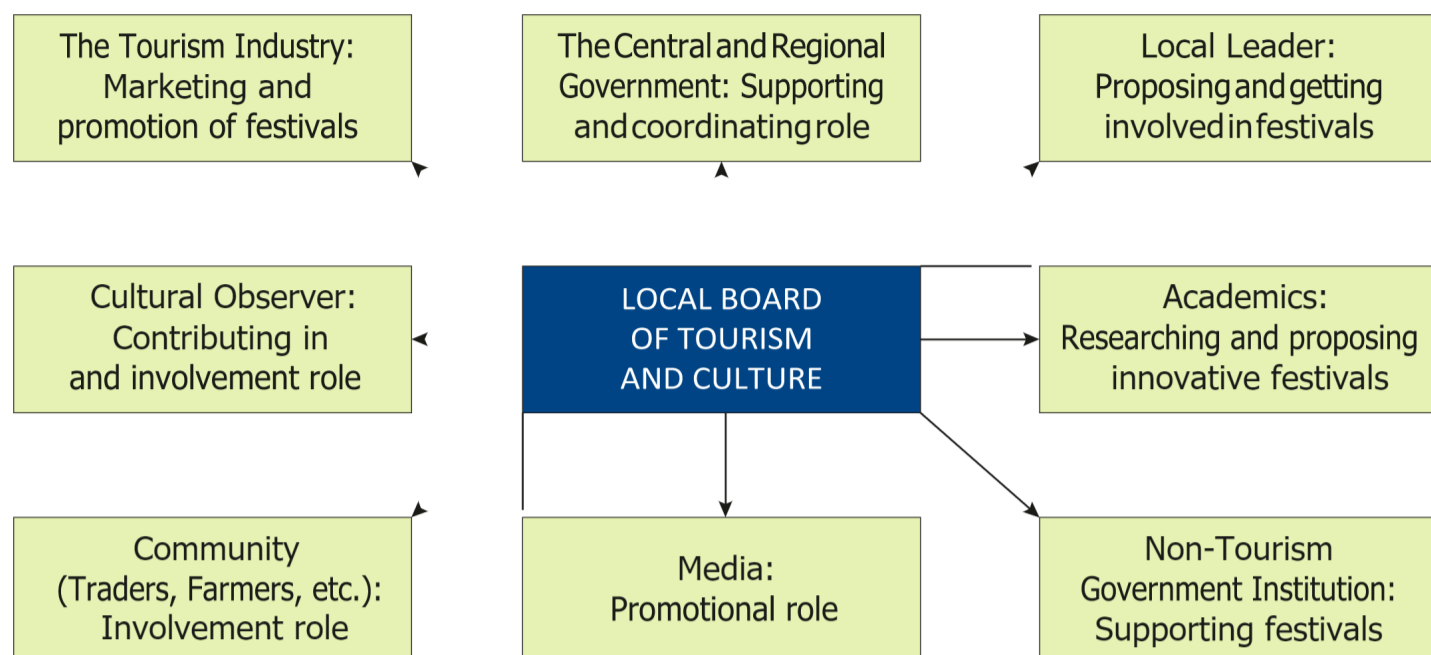 The Tourism Industry:
Marketing and
promotion of festivals
The Central and Regional
Government: Supporting
and coordinating role
Local Leader:
Proposing and getting
involved in festivals
Cultural Observer:
Contributing in
and involvement role
LOCAL BOARD
OF TOURISM
AND CULTURE
Academics:
Researching and proposing
innovative festivals
Community
(Traders, Farmers, etc.):
Involvement role
Media:
Promotional role
Non-Tourism
Government Institution:
Supporting festivals